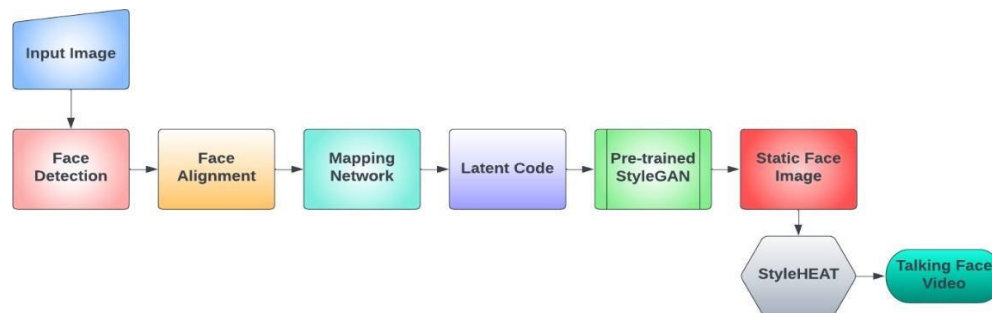 Input Image
Face
Detection
Face
Alignment
Mapping
Network
Latent Code
Pre-trained
StyleGAN
Static Face
Image
StyleHEAT
Talking Face
Video